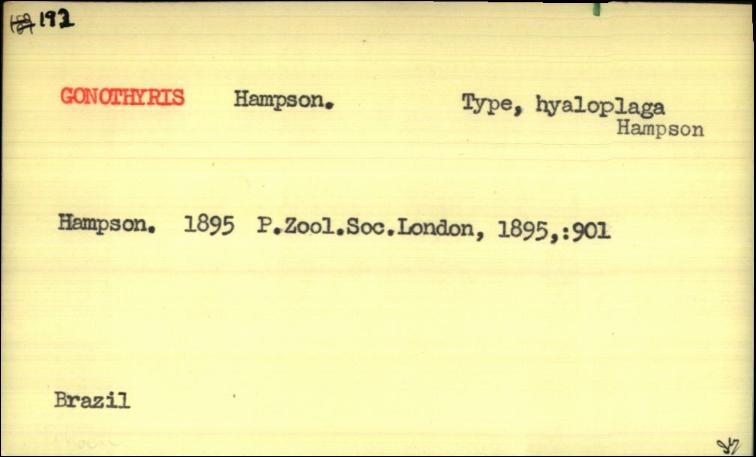 192
GONOTHYRIS Hampson. Type, hyaloplaga
Hampson
Hampson. 1895 P.Zool.Soc.London, 1895,:901
Brazil